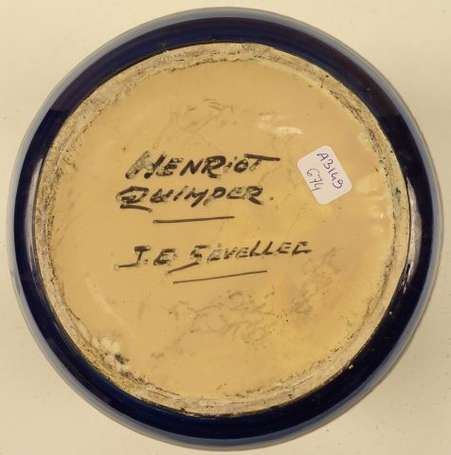 HENRIOT
QUIMPER
J.E SÉVELLEC
A3149
674